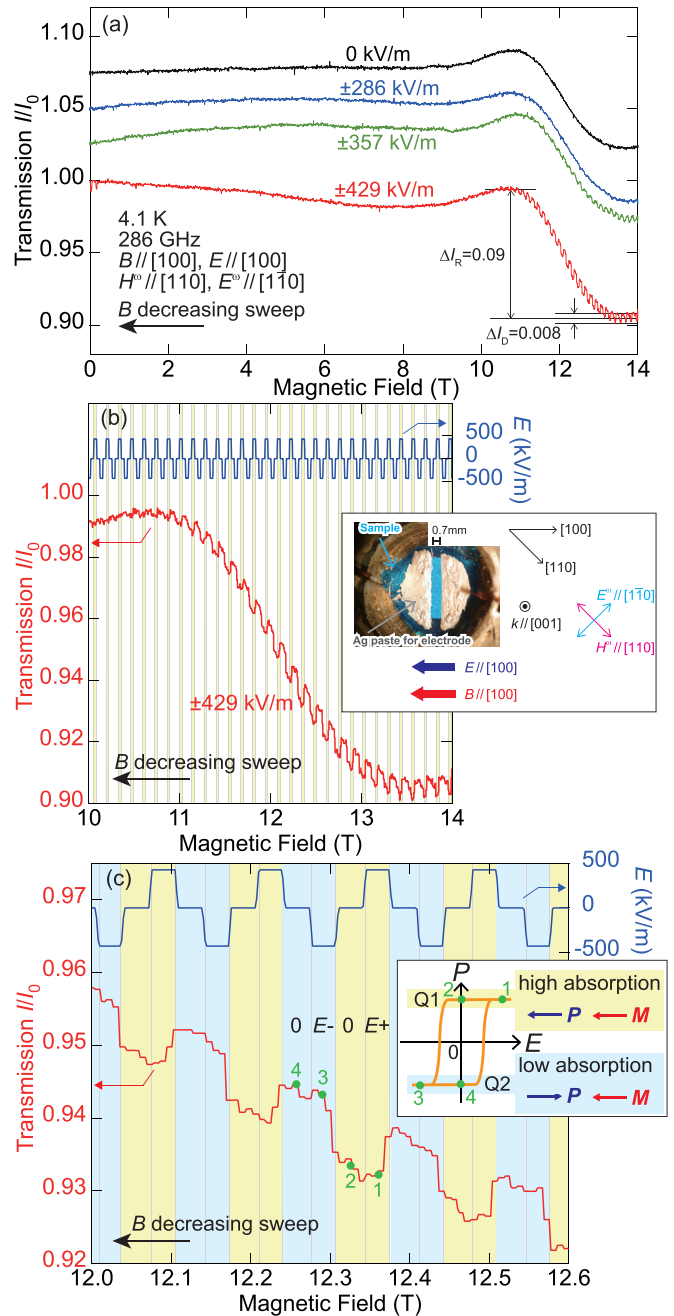 (a)
1.10
1.05
1.00
0.95
0.90
Transmission I/I0
0 kV/m
±286 kV/m
±357 kV/m
±429 kV/m
4.1 K
286 GHz
B // [100], E // [100]
Hω // [110], Eω // [11̄0]
B decreasing sweep
ΔIR=0.09
ΔID=0.008
0 2 4 6 8 10 12 14
Magnetic Field (T)
(b)
500
0
-500
E (kV/m)
1.00
0.98
0.96
0.94
0.92
0.90
Transmission I/I0
±429 kV/m
B decreasing sweep
10 11 12 13 14
Magnetic Field (T)
Sample
0.7mm
Ag paste for electrode
[100]
[110]
k // [001]
Eω // [11̄0]
Hω // [110]
E // [100]
B // [100]
(c)
500
0
-500
E (kV/m)
0.97
0.96
0.95
0.94
0.93
0.92
Transmission I/I0
0 E- 0 E+
4 3
2
1
B decreasing sweep
P
2 1
Q1
0 E
Q2
3 4
high absorption
P M
low absorption
P M
12.0 12.1 12.2 12.3 12.4 12.5 12.6
Magnetic Field (T)